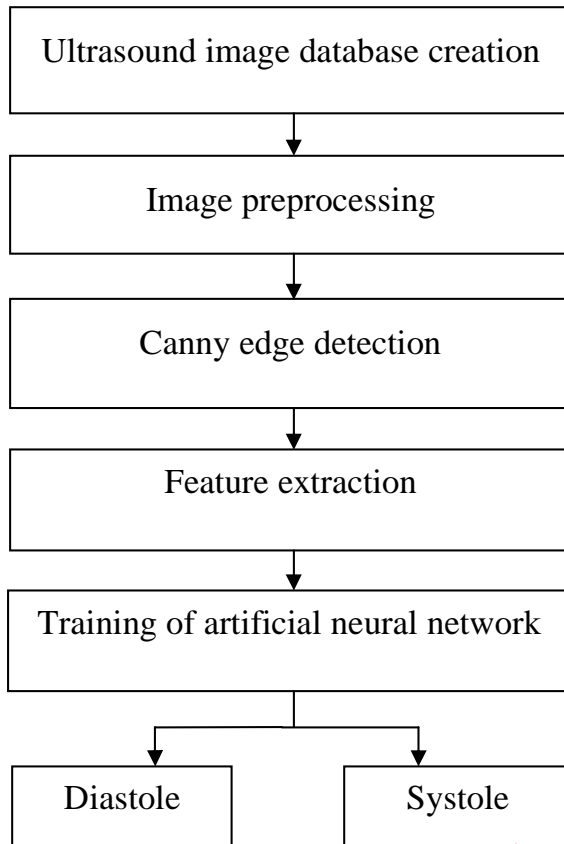 Ultrasound image database creation
Image preprocessing
Canny edge detection
Feature extraction
Training of artificial neural network
Diastole
Systole